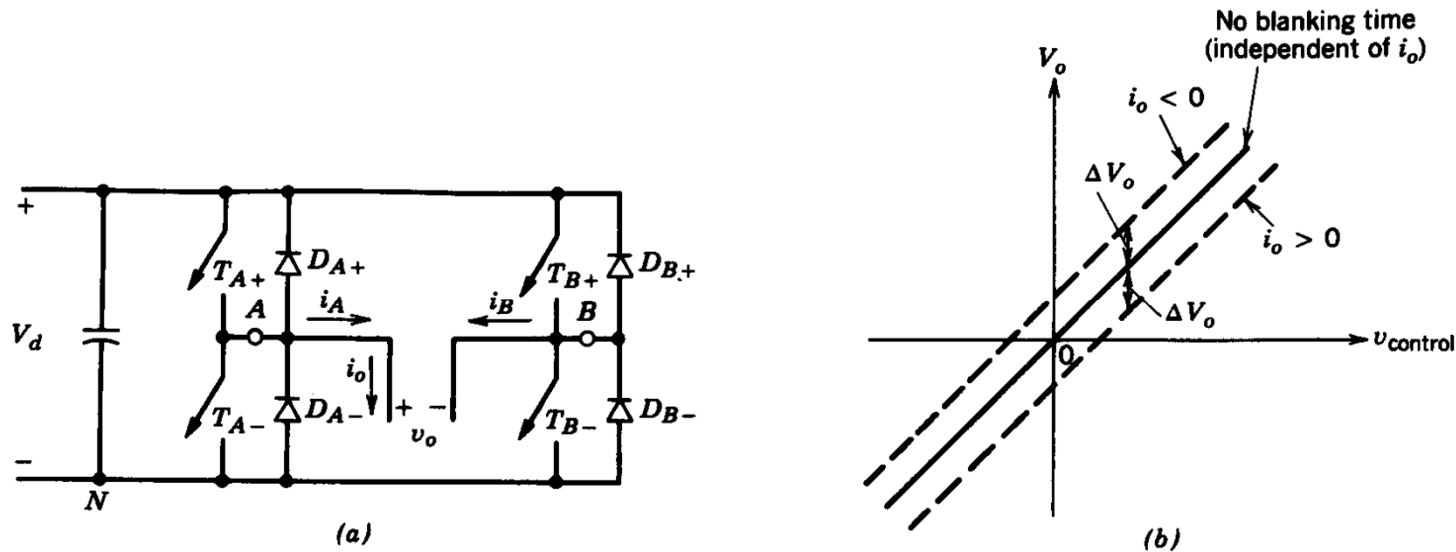 +
V_d
−
N
T_{A+}
D_{A+}
i_A
A
i_o
T_{A−}
D_{A−}
+ −
v_o
T_{B+}
D_{B+}
i_B
B
T_{B−}
D_{B−}
(a)
No blanking time
(independent of i_o)
V_o
i_o < 0
ΔV_o
i_o > 0
ΔV_o
0
v_control
(b)